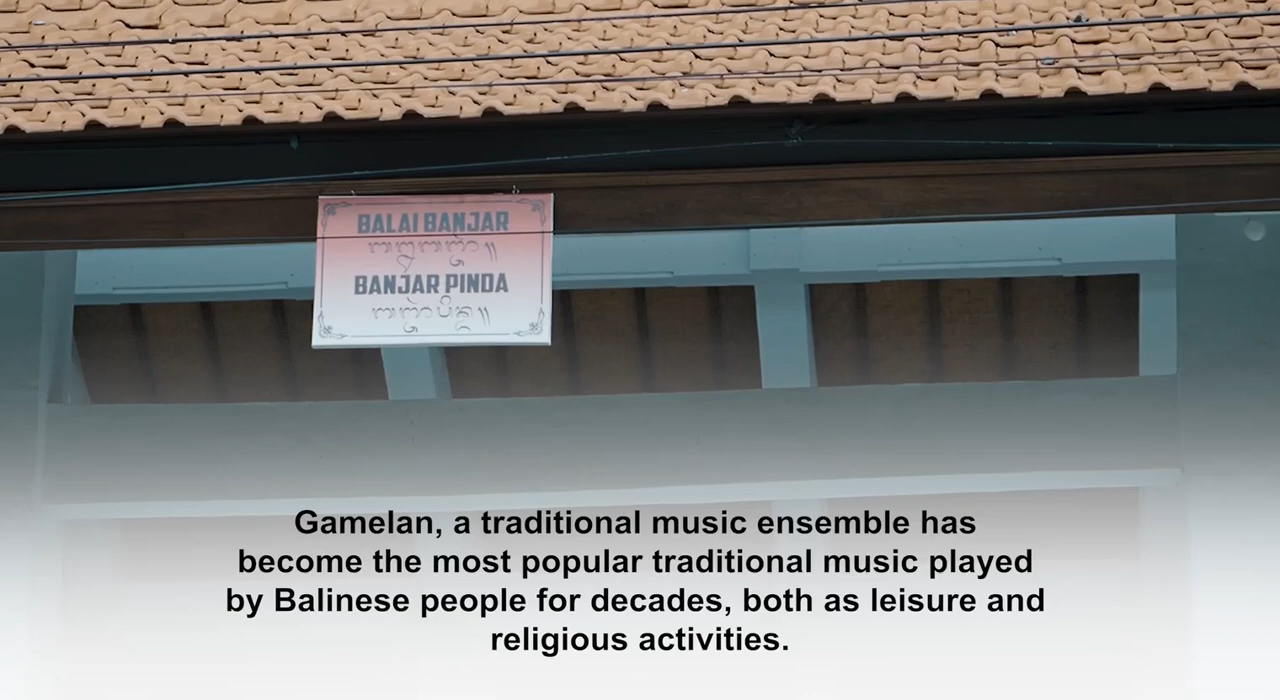 BALAI BANJAR
BANJAR PINDA
Gamelan, a traditional music ensemble has
become the most popular traditional music played
by Balinese people for decades, both as leisure and
religious activities.